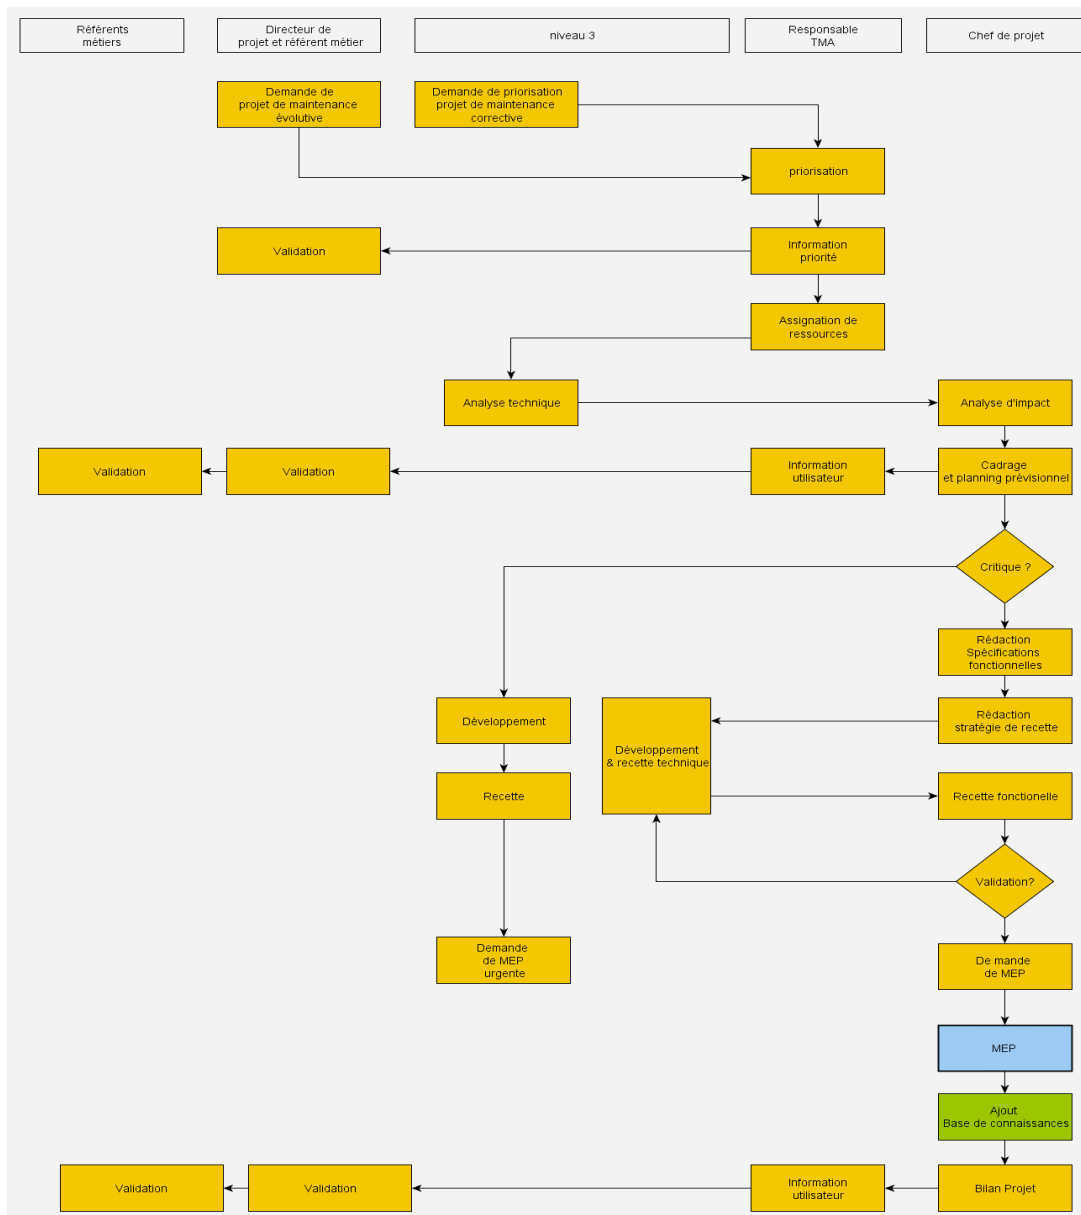 Référents
métiers
Directeur de
projet et référent métier
niveau 3
Responsable
TMA
Chef de projet
Demande de
projet de maintenance
évolutive
Demande de priorisation
projet de maintenance
corrective
priorisation
Validation
Information
priorité
Assignation de
ressources
Analyse technique
Analyse d'impact
Validation
Validation
Information
utilisateur
Cadrage
et planning prévisionnel
Critique ?
Rédaction
Spécifications
fonctionnelles
Développement
Développement
& recette technique
Rédaction
stratégie de recette
Recette
Recette fonctionelle
Validation?
Demande
de MEP
urgente
De mande
de MEP
MEP
Ajout
Base de connaissances
Validation
Validation
Information
utilisateur
Bilan Projet